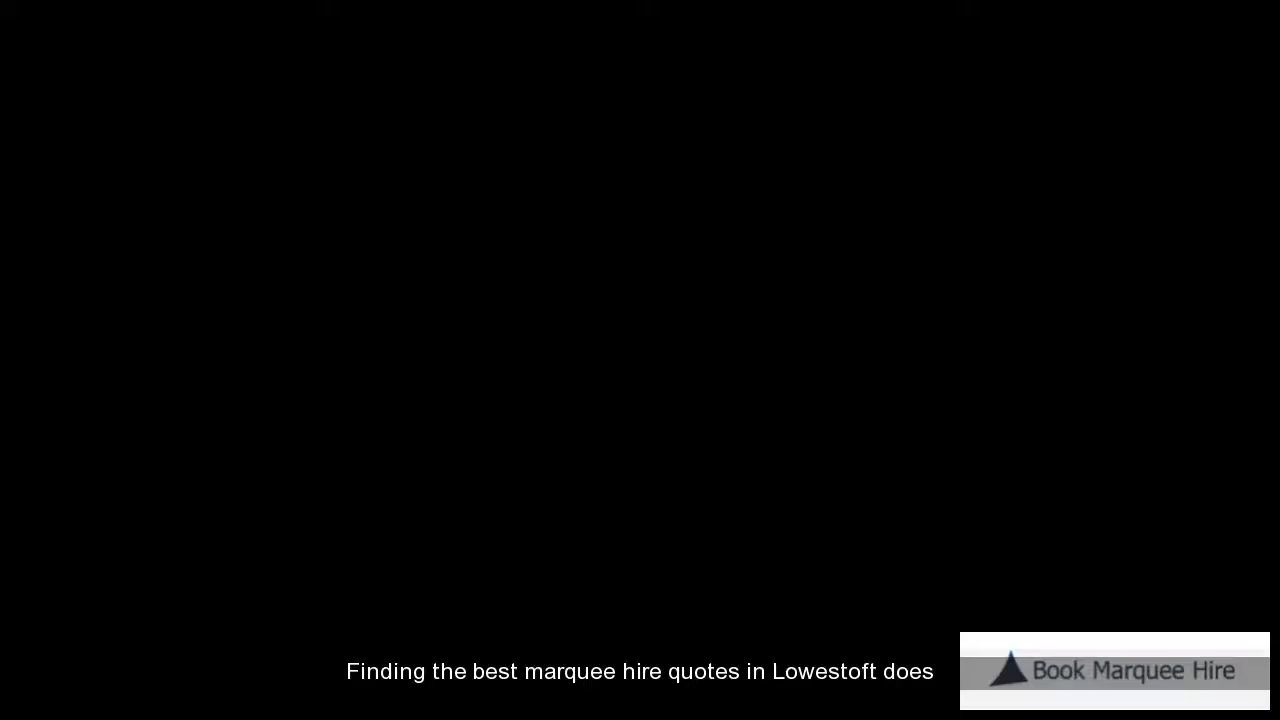 Finding the best marquee hire quotes in Lowestoft does
Book Marquee Hire